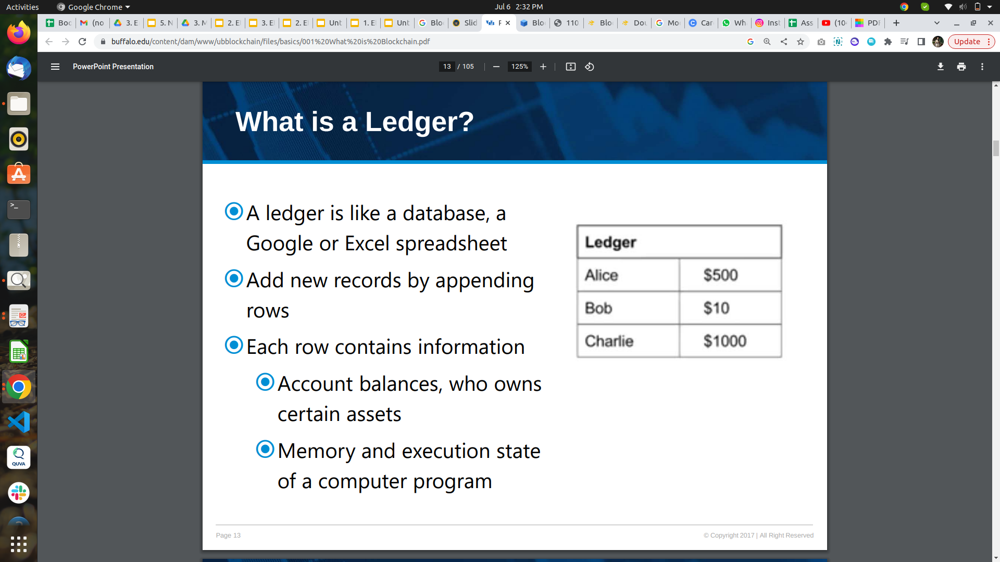 Activities
Google Chrome
Jul 6 2:32 PM
Boc
(no
3. E
5. N
3. M
2. E
3. E
2. E
Unt
1. E
Unt
Blo
Slid
Blo
110
Blo
Dou
Mo
Car
Wh
Inst
Ass
(10
PDF
buffalo.edu/content/dam/www/ubblockchain/files/basics/001%20What%20is%20Blockchain.pdf
Update
PowerPoint Presentation
13 / 105
125%
What is a Ledger?
A ledger is like a database, a
Google or Excel spreadsheet
Add new records by appending
rows
Each row contains information
Account balances, who owns
certain assets
Memory and execution state
of a computer program
Ledger
Alice $500
Bob $10
Charlie $1000
Page 13
© Copyright 2017 | All Right Reserved
QUVA